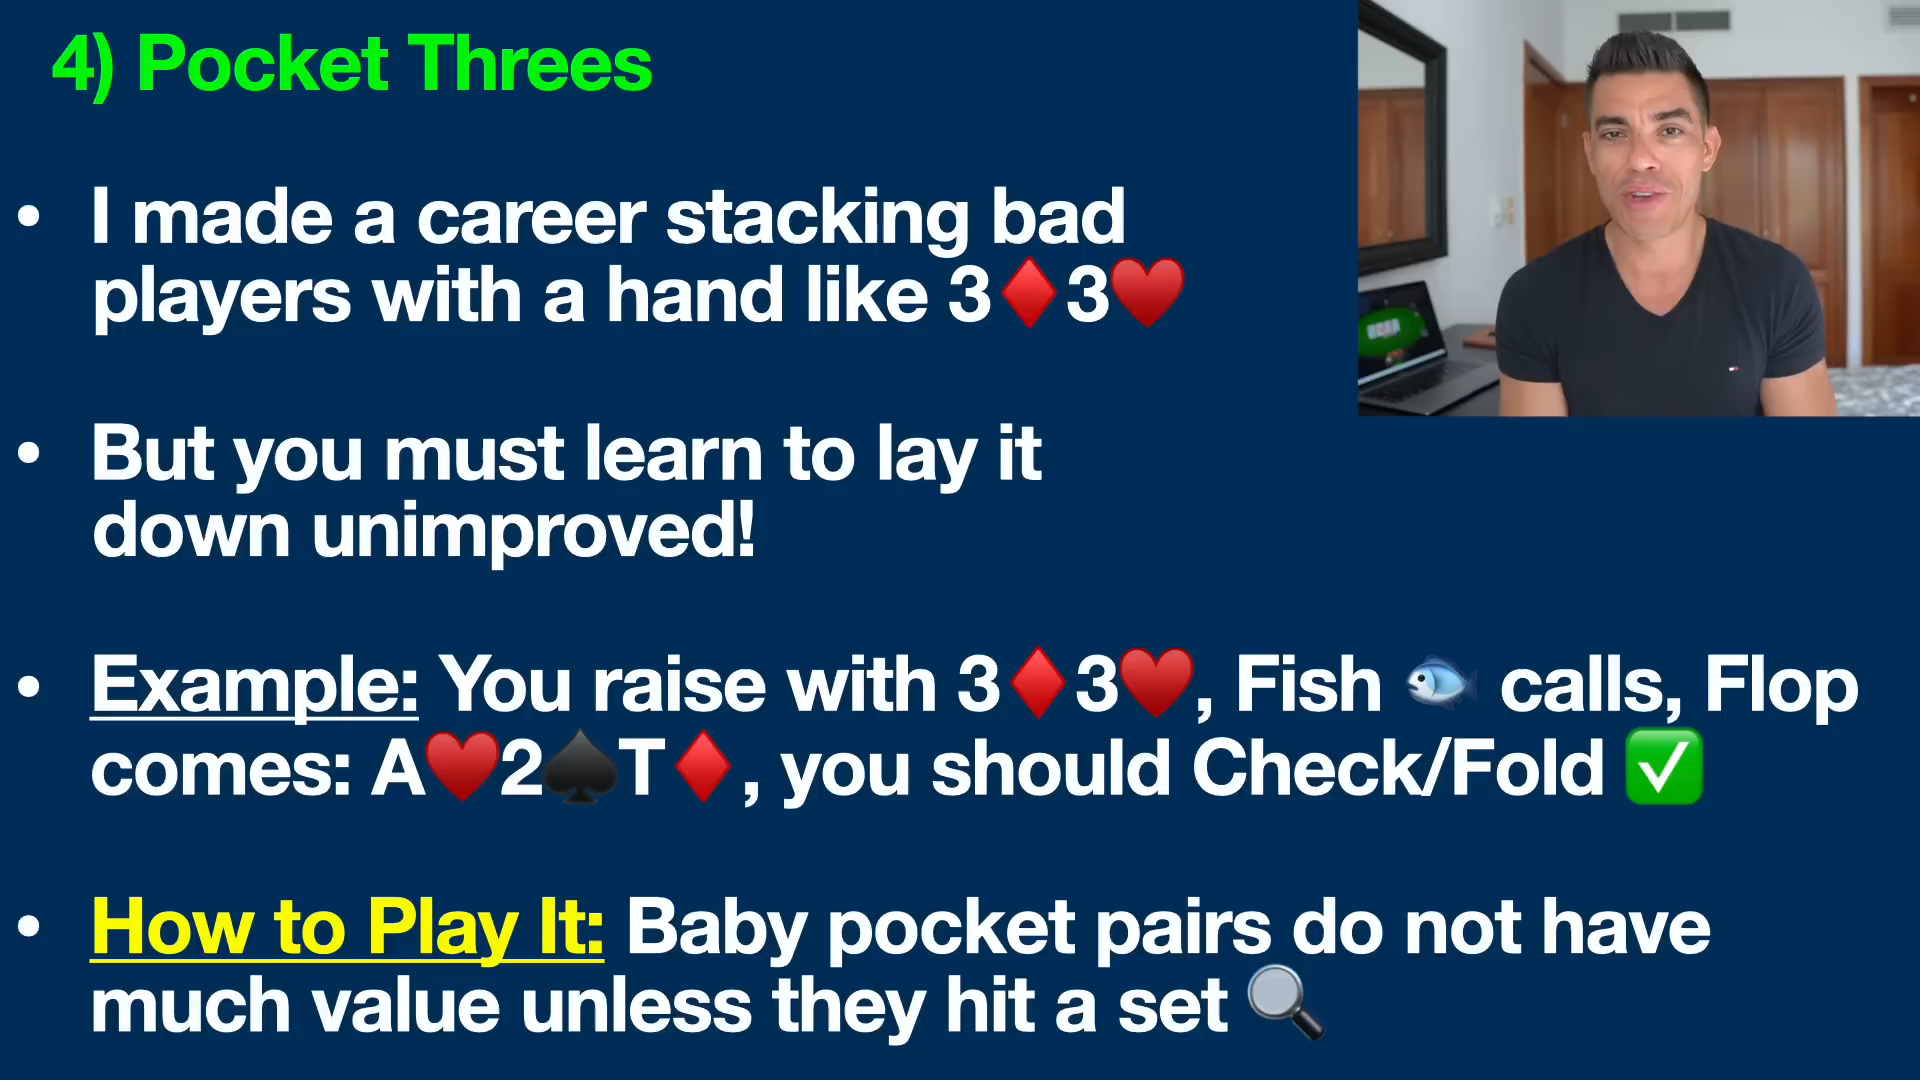 4) Pocket Threes
• I made a career stacking bad
players with a hand like 3♦️3♥️
• But you must learn to lay it
down unimproved!
• Example: You raise with 3♦️3♥️, Fish 🐟 calls, Flop
comes: A♥️2♠️T♦️, you should Check/Fold ✅
• How to Play It: Baby pocket pairs do not have
much value unless they hit a set 🔍